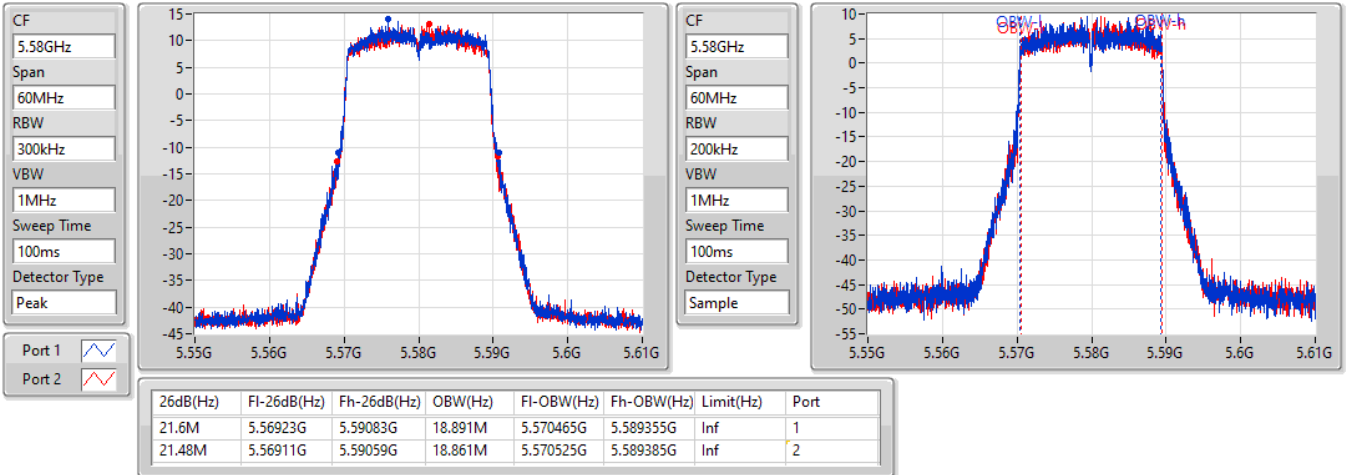 CF
5.58GHz
Span
60MHz
RBW
300kHz
VBW
1MHz
Sweep Time
100ms
Detector Type
Peak
15
10
5
0
-5
-10
-15
-20
-25
-30
-35
-40
-45
5.55G 5.56G 5.57G 5.58G 5.59G 5.6G 5.61G
CF
5.58GHz
Span
60MHz
RBW
200kHz
VBW
1MHz
Sweep Time
100ms
Detector Type
Sample
OBW-l OBW-h
OBW-l OBW-h
10
5
0
-5
-10
-15
-20
-25
-30
-35
-40
-45
-50
-55
5.55G 5.56G 5.57G 5.58G 5.59G 5.6G 5.61G
Port 1
Port 2
26dB(Hz) Fl-26dB(Hz) Fh-26dB(Hz) OBW(Hz) Fl-OBW(Hz) Fh-OBW(Hz) Limit(Hz) Port
21.6M 5.56923G 5.59083G 18.891M 5.570465G 5.589355G Inf 1
21.48M 5.56911G 5.59059G 18.861M 5.570525G 5.589385G Inf 2